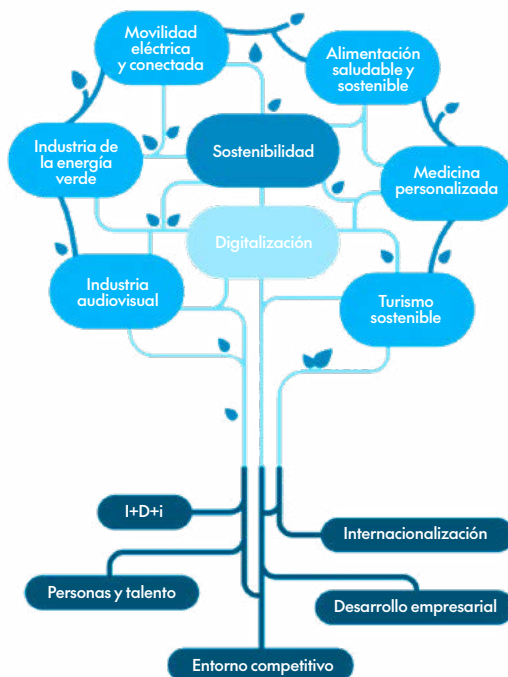 Movilidad
eléctrica
y conectada
Alimentación
saludable y
sostenible
Industria de
la energía
verde
Sostenibilidad
Medicina
personalizada
Digitalización
Industria
audiovisual
Turismo
sostenible
I+D+i
Internacionalización
Personas y talento
Desarrollo empresarial
Entorno competitivo